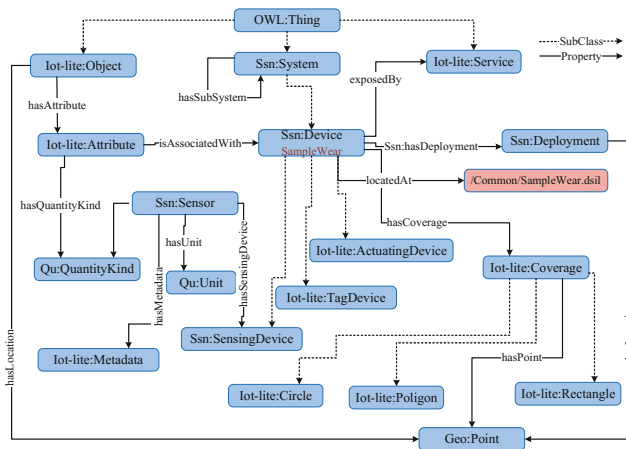 OWL:Thing
SubClass
Property
Iot-lite:Object
Ssn:System
Iot-lite:Service
hasSubSystem
exposedBy
hasAttribute
Iot-lite:Attribute
isAssociatedWith
Ssn:Device
SampleWear
Ssn:hasDeployment
Ssn:Deployment
locatedAt
/Common/SampleWear.dsil
hasQuantityKind
Ssn:Sensor
hasCoverage
hasUnit
hasSensingDevice
Iot-lite:ActuatingDevice
Qu:QuantityKind
Qu:Unit
Iot-lite:Coverage
Iot-lite:TagDevice
hasMetadata
Ssn:SensingDevice
Iot-lite:Metadata
hasPoint
hasLocation
Iot-lite:Circle
Iot-lite:Poligon
Iot-lite:Rectangle
Geo:Point